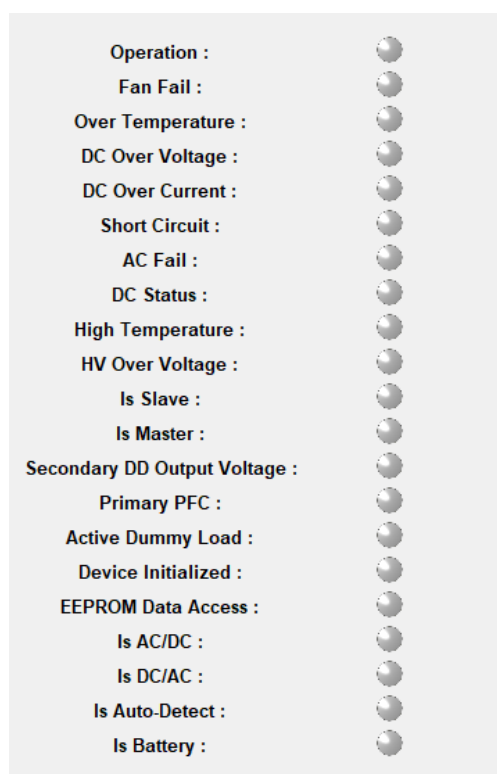 Operation :
Fan Fail :
Over Temperature :
DC Over Voltage :
DC Over Current :
Short Circuit :
AC Fail :
DC Status :
High Temperature :
HV Over Voltage :
Is Slave :
Is Master :
Secondary DD Output Voltage :
Primary PFC :
Active Dummy Load :
Device Initialized :
EEPROM Data Access :
Is AC/DC :
Is DC/AC :
Is Auto-Detect :
Is Battery :